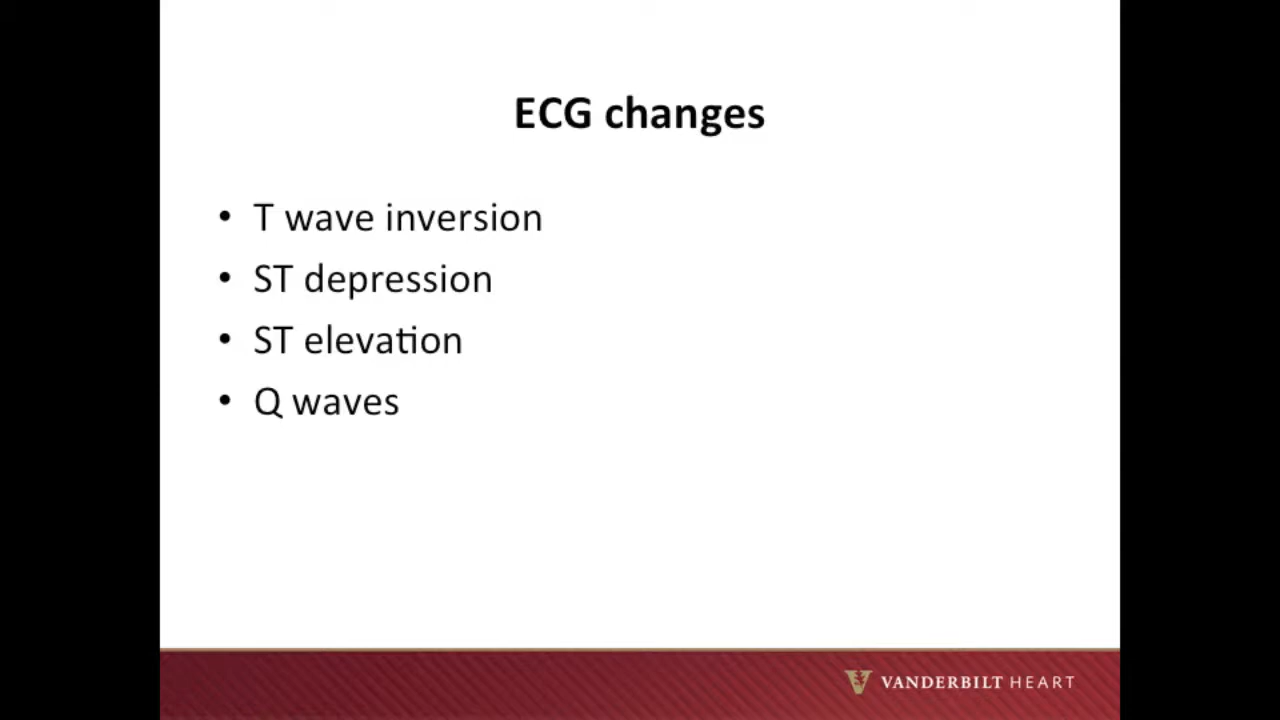 ECG changes
• T wave inversion
• ST depression
• ST elevation
• Q waves
VANDERBILT HEART